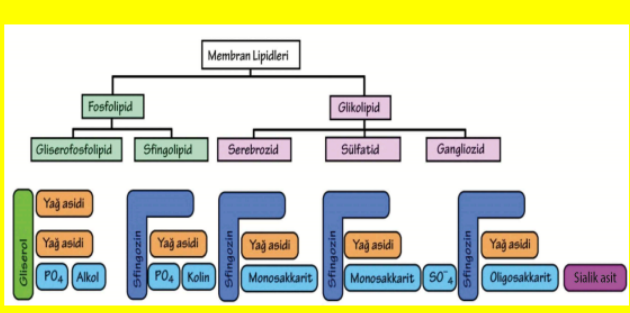 Membran Lipidleri
Fosfolipid
Glikolipid
Gliserofosfolipid
Sfingolipid
Serebrozid
Sülfatid
Gangliozid
Gliserol
Yağ asidi
Yağ asidi
PO₄
Alkol
Sfingozin
Yağ asidi
PO₄
Kolin
Sfingozin
Yağ asidi
Monosakkarit
Sfingozin
Yağ asidi
Monosakkarit
SO⁻₄
Sfingozin
Yağ asidi
Oligosakkarit
Sialik asit